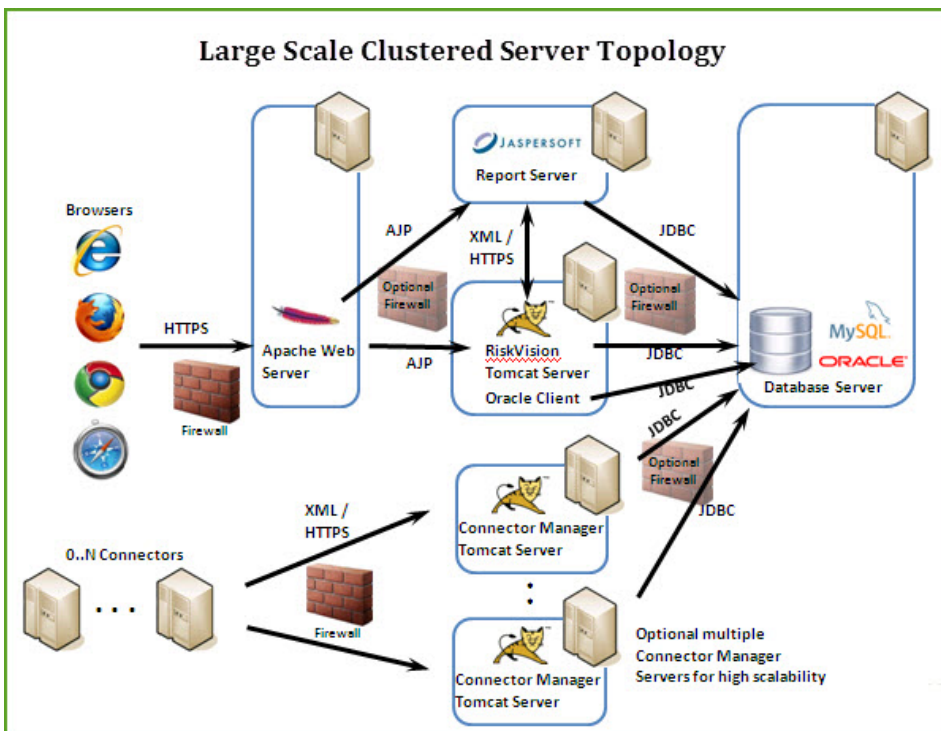 Large Scale Clustered Server Topology
JASPERSOFT
Report Server
Browsers
AJP
XML /
HTTPS
JDBC
Optional
Firewall
Optional
Firewall
HTTPS
Apache Web
Server
AJP
RiskVision
Tomcat Server
Oracle Client
JDBC
JDBC
MySQL
ORACLE
Database Server
Firewall
JDBC
Optional
Firewall
JDBC
XML /
HTTPS
Connector Manager
Tomcat Server
0..N Connectors
. . .
Firewall
:
Connector Manager
Tomcat Server
Optional multiple
Connector Manager
Servers for high scalability